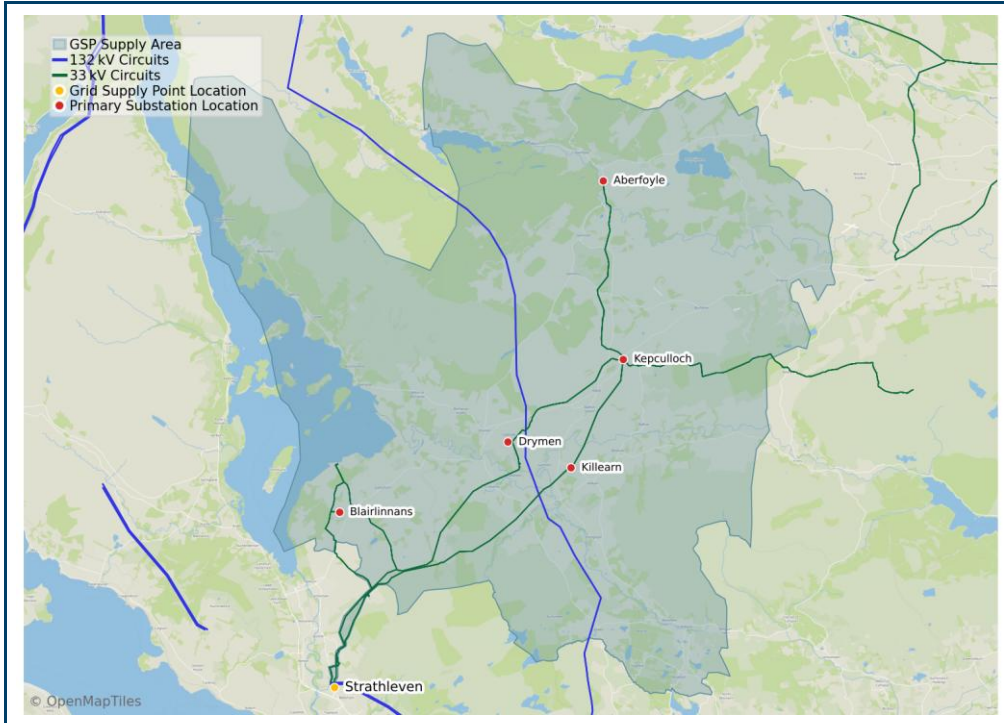 GSP Supply Area
132 kV Circuits
33 kV Circuits
Grid Supply Point Location
Primary Substation Location
Aberfoyle
Kepculloch
Drymen
Killearn
Blairlinnans
Strathleven
© OpenMapTiles